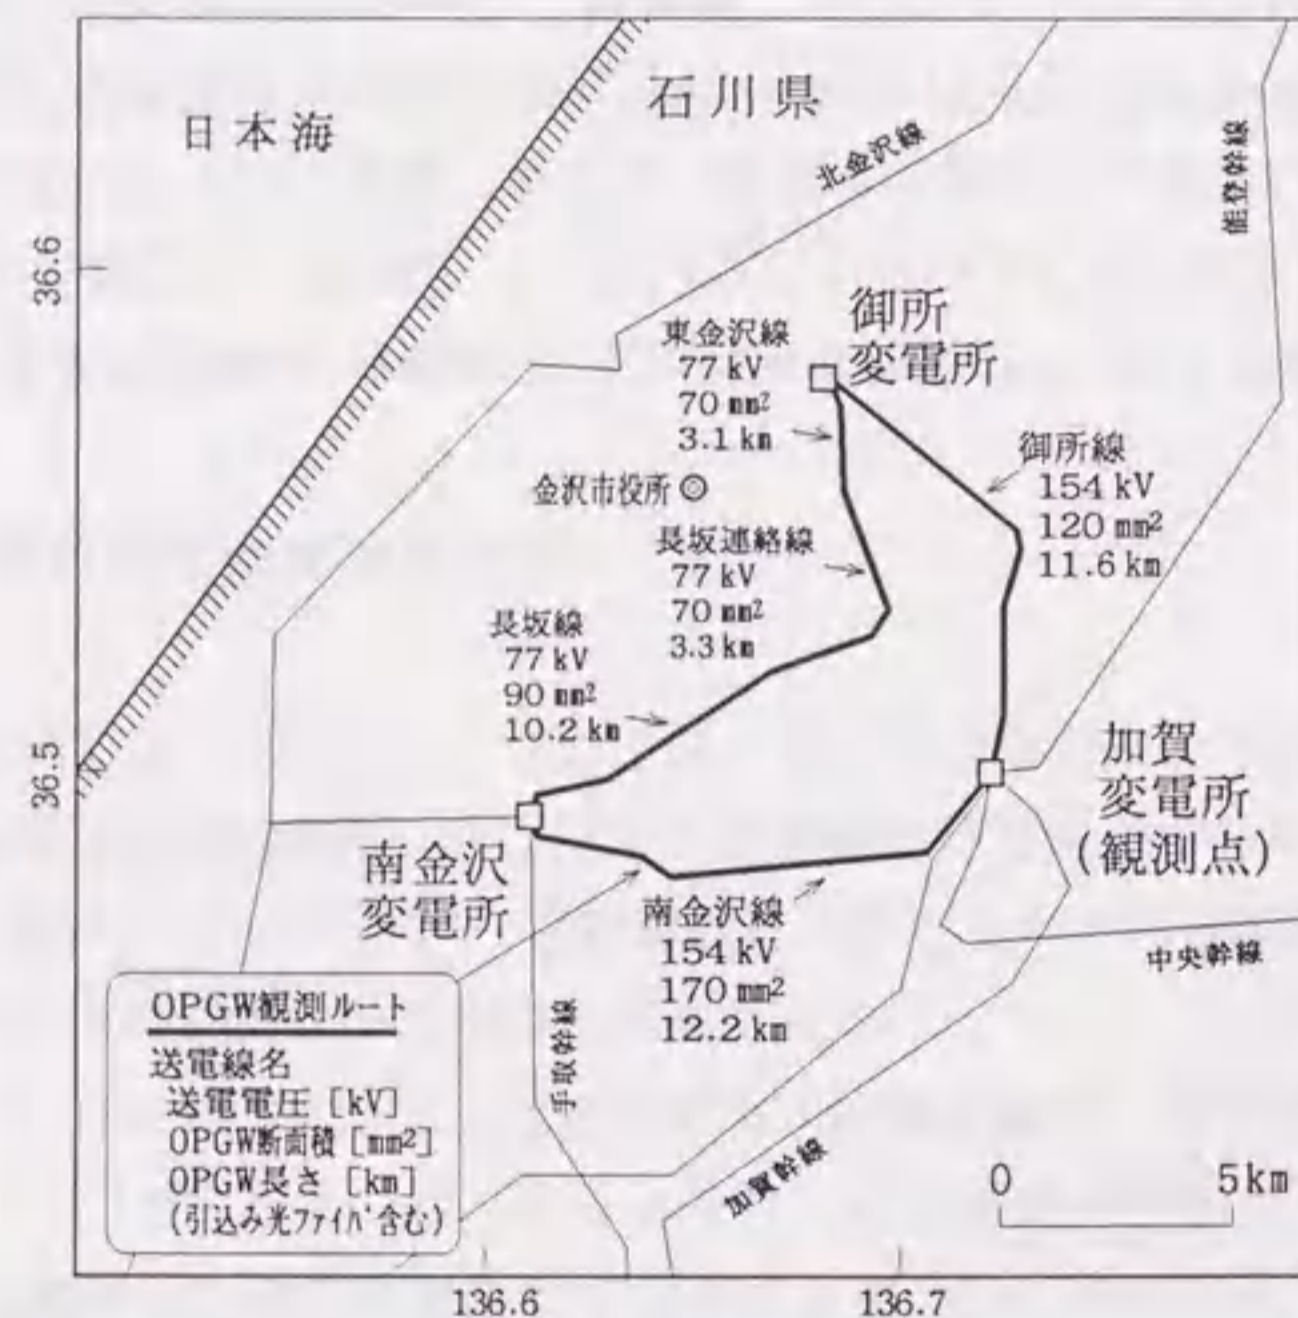 日本海
石川県
北金沢線
能登幹線
36.6
御所
変電所
東金沢線
77 kV
70 mm²
3.1 km
御所線
154 kV
120 mm²
11.6 km
金沢市役所
長坂連絡線
77 kV
70 mm²
3.3 km
長坂線
77 kV
90 mm²
10.2 km
36.5
加賀
変電所
(観測点)
南金沢
変電所
南金沢線
154 kV
170 mm²
12.2 km
中央幹線
手取幹線
加賀幹線
OPGW観測ルート
送電線名
送電電圧 [kV]
OPGW断面積 [mm²]
OPGW長さ [km]
(引込み光ファイバ含む)
0 5 km
136.6 136.7